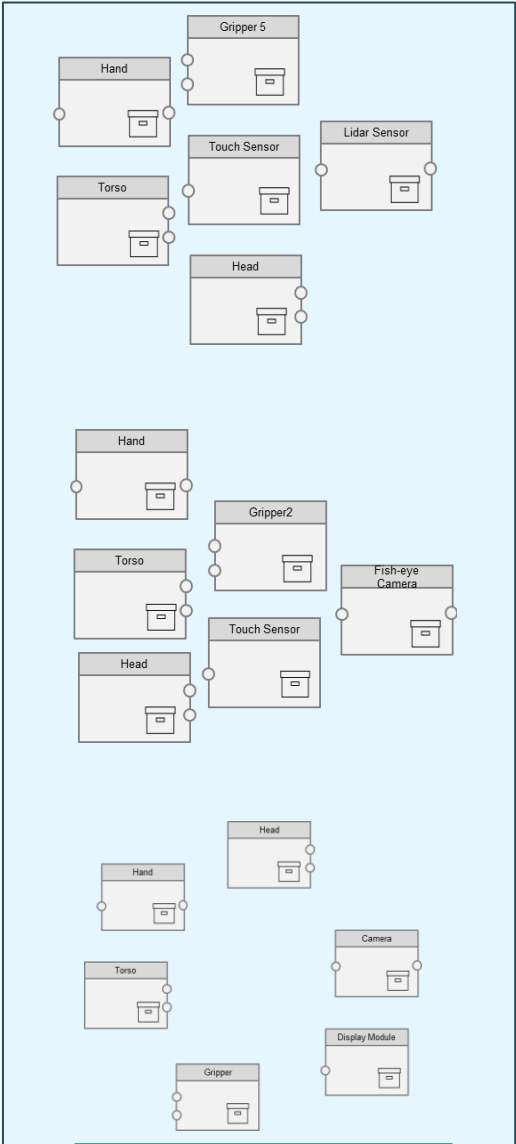 Gripper 5
Hand
Lidar Sensor
Touch Sensor
Torso
Head
Hand
Gripper2
Torso
Fish-eye
Camera
Touch Sensor
Head
Head
Hand
Camera
Torso
Display Module
Gripper